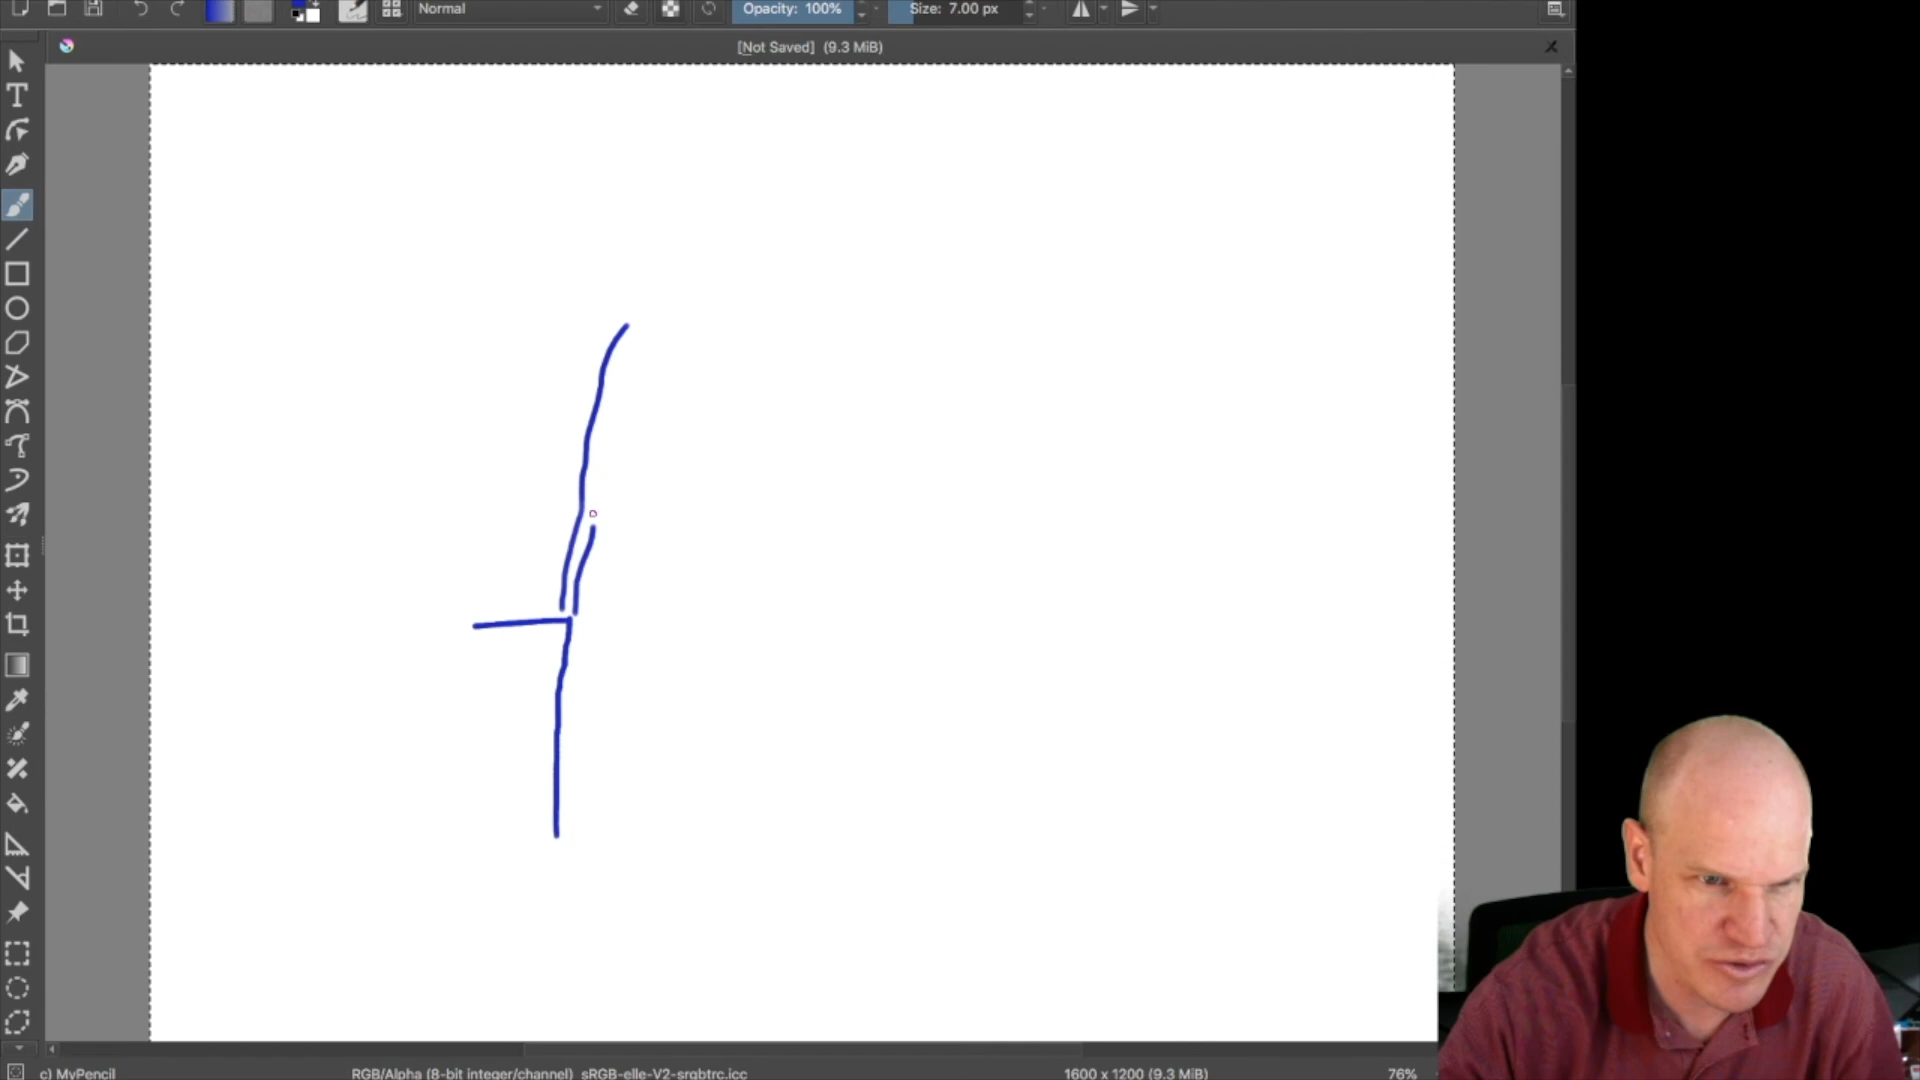 Normal
Opacity: 100%
Size: 7.00 px
[Not Saved] (9.3 MiB)
c) MyPencil
RGB/Alpha (8-bit integer/channel) sRGB-elle-V2-srgbtrc.icc
1600 x 1200 (9.3 MiB)
76%